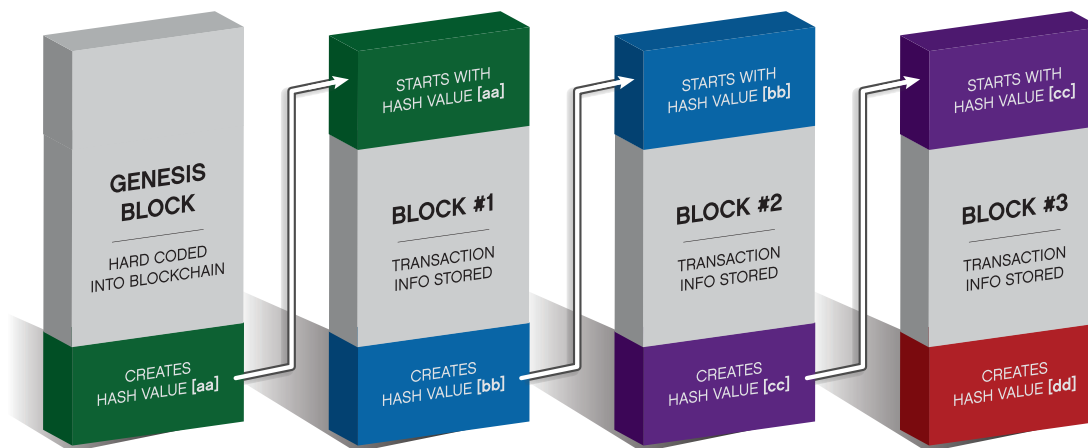 GENESIS
BLOCK
HARD CODED
INTO BLOCKCHAIN
CREATES
HASH VALUE [aa]
STARTS WITH
HASH VALUE [aa]
BLOCK #1
TRANSACTION
INFO STORED
CREATES
HASH VALUE [bb]
STARTS WITH
HASH VALUE [bb]
BLOCK #2
TRANSACTION
INFO STORED
CREATES
HASH VALUE [cc]
STARTS WITH
HASH VALUE [cc]
BLOCK #3
TRANSACTION
INFO STORED
CREATES
HASH VALUE [dd]